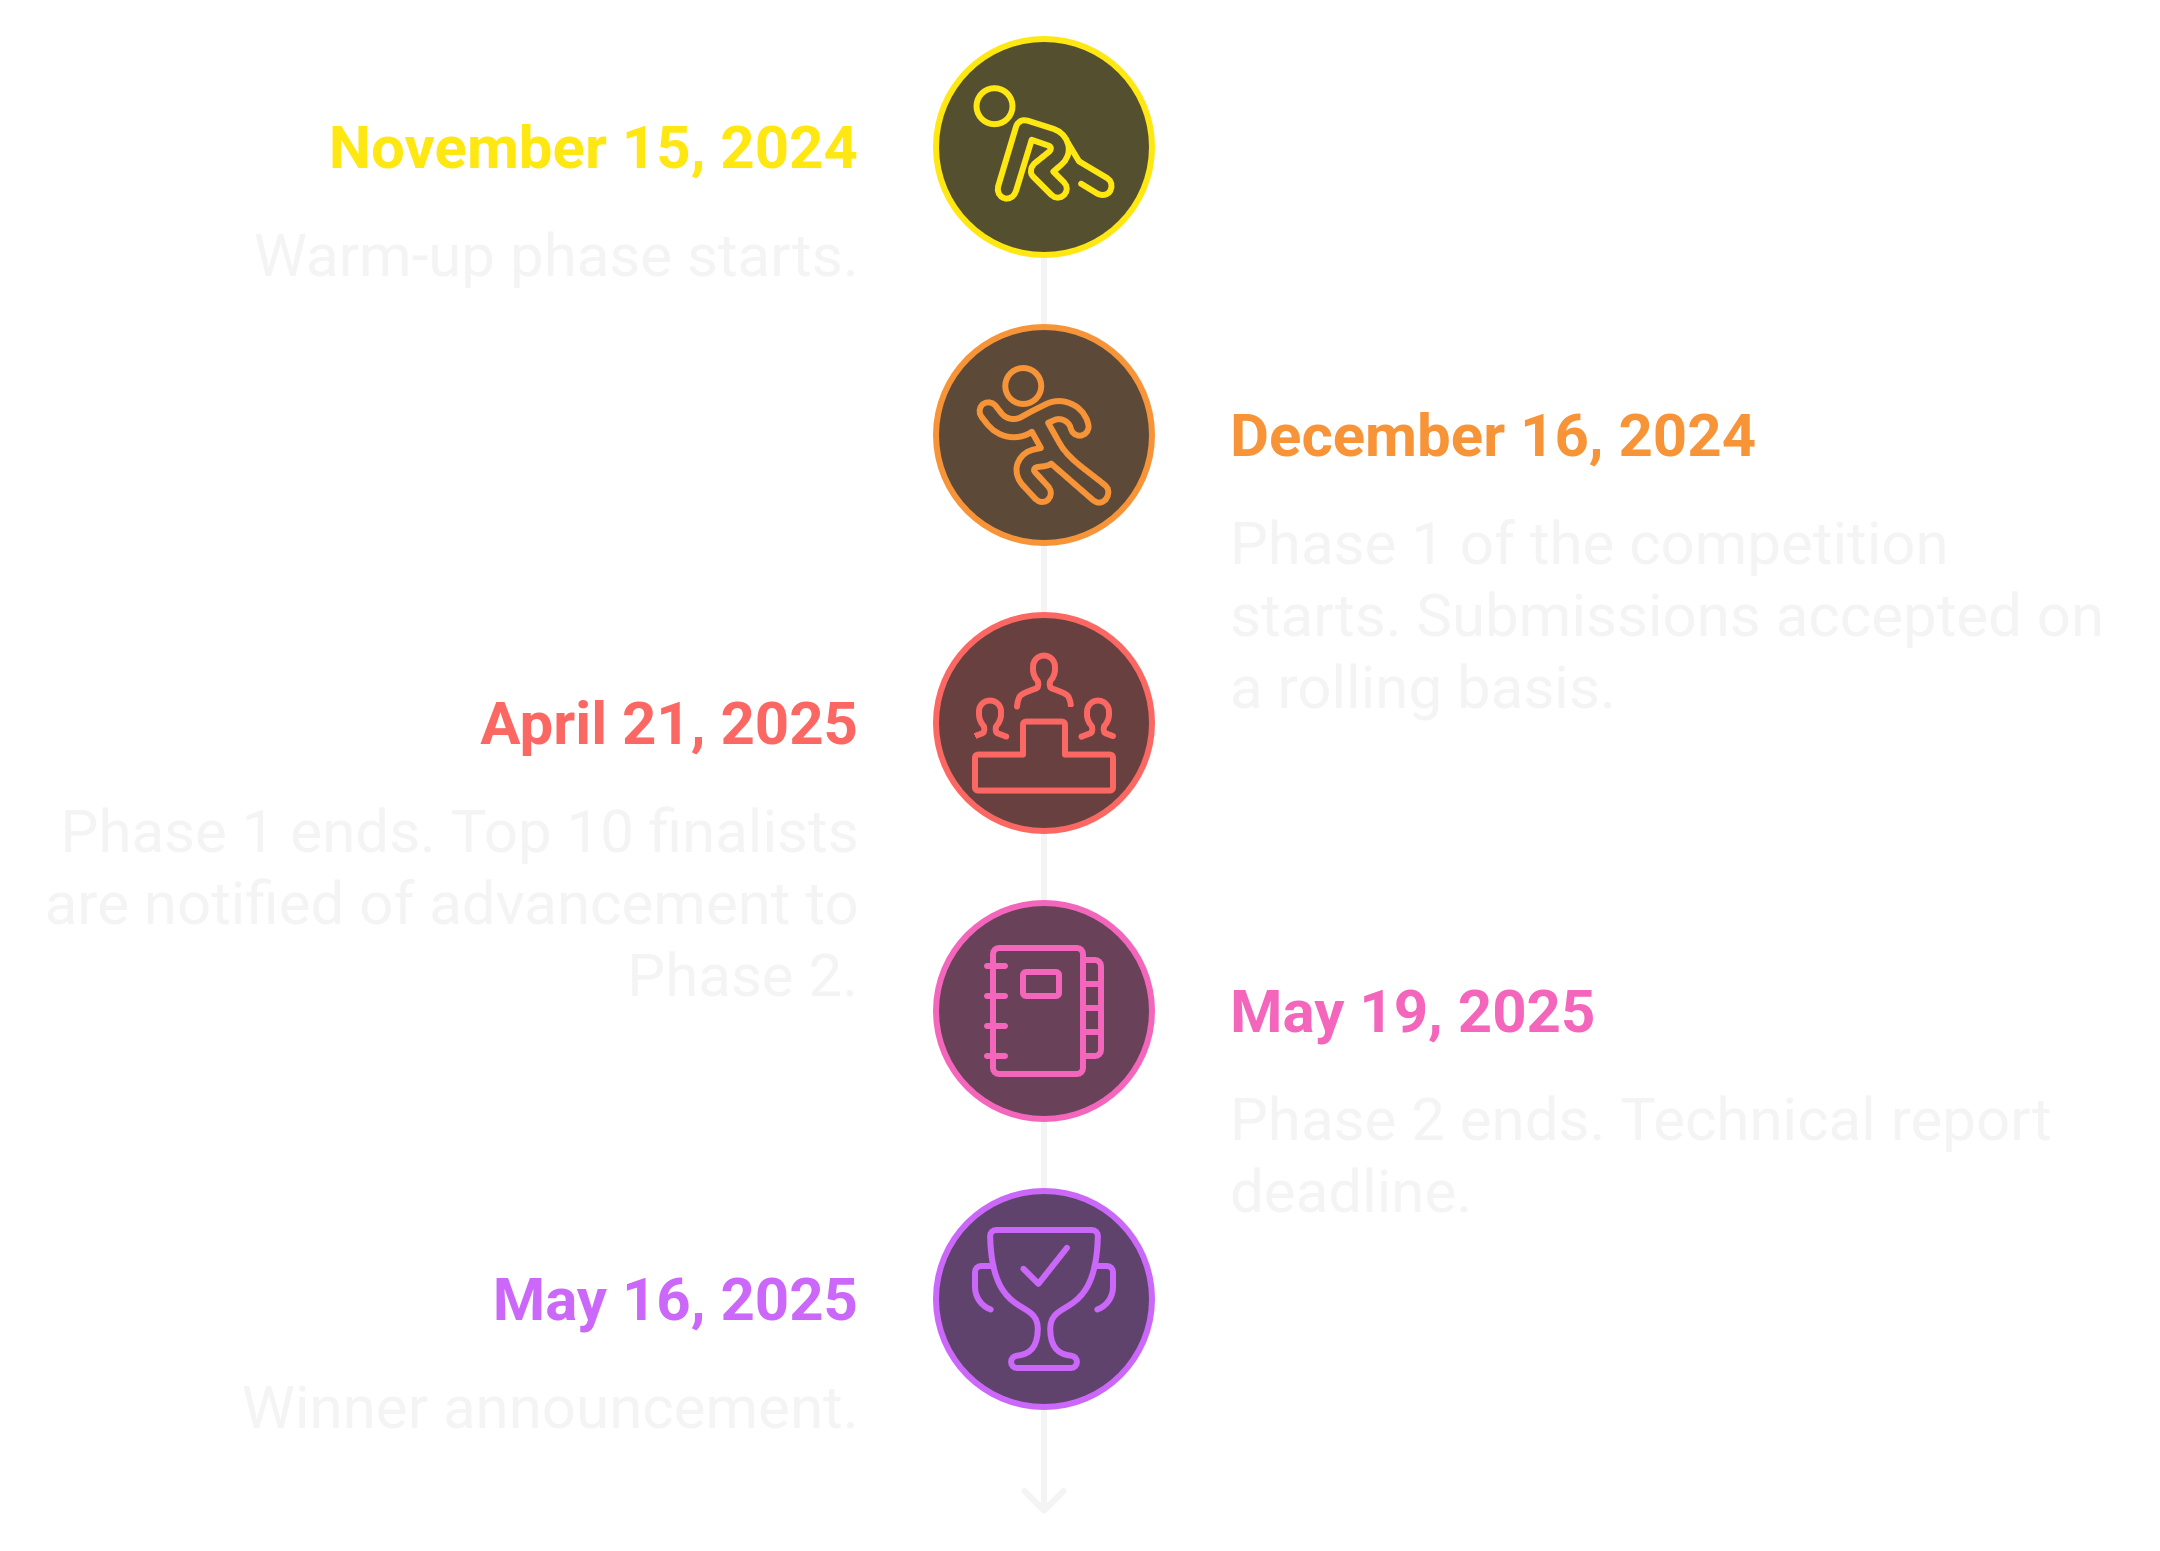 November 15, 2024
Warm-up phase starts.
December 16, 2024
Phase 1 of the competition
starts. Submissions accepted on
a rolling basis.
April 21, 2025
Phase 1 ends. Top 10 finalists
are notified of advancement to
Phase 2.
May 19, 2025
Phase 2 ends. Technical report
deadline.
May 16, 2025
Winner announcement.